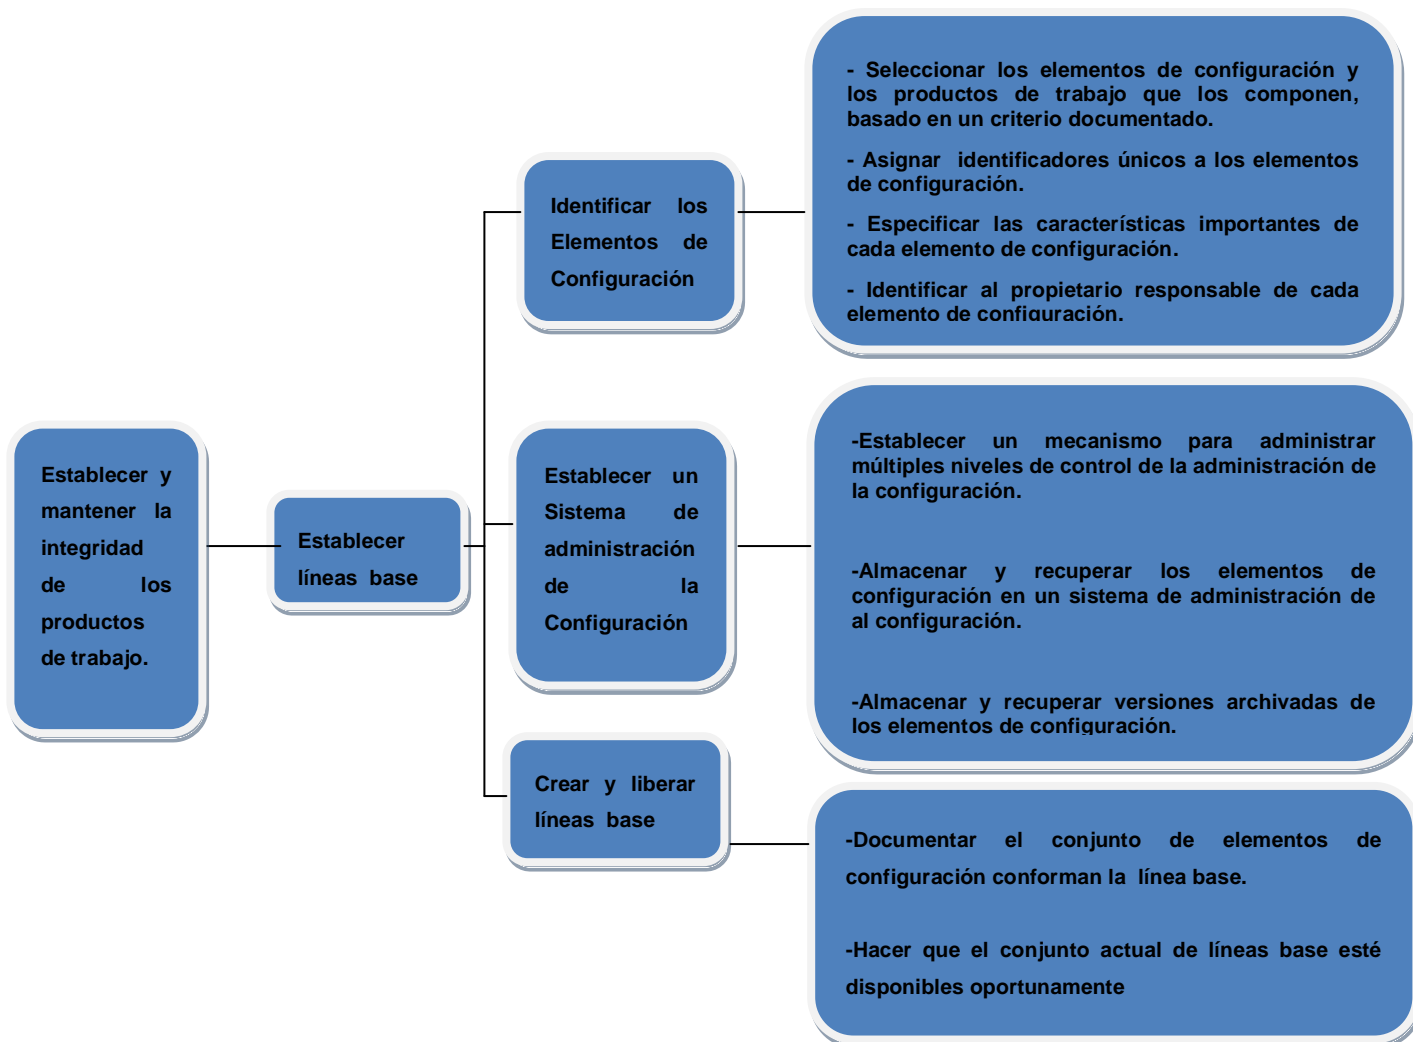 Establecer y
mantener la
integridad
de los
productos
de trabajo.
Establecer
líneas base
Identificar los
Elementos de
Configuración
- Seleccionar los elementos de configuración y
los productos de trabajo que los componen,
basado en un criterio documentado.
- Asignar identificadores únicos a los elementos
de configuración.
- Especificar las características importantes de
cada elemento de configuración.
- Identificar al propietario responsable de cada
elemento de configuración.
Establecer un
Sistema de
administración
de la
Configuración
-Establecer un mecanismo para administrar
múltiples niveles de control de la administración de
la configuración.
-Almacenar y recuperar los elementos de
configuración en un sistema de administración de
al configuración.
-Almacenar y recuperar versiones archivadas de
los elementos de configuración.
Crear y liberar
líneas base
-Documentar el conjunto de elementos de
configuración conforman la línea base.
-Hacer que el conjunto actual de líneas base esté
disponibles oportunamente